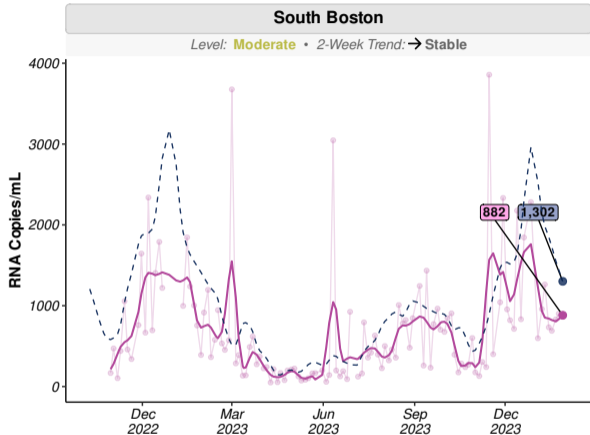 South Boston
Level: Moderate • 2-Week Trend: → Stable
RNA Copies/mL
4000
3000
2000
1000
0
882
1,302
Dec 2022
Mar 2023
Jun 2023
Sep 2023
Dec 2023